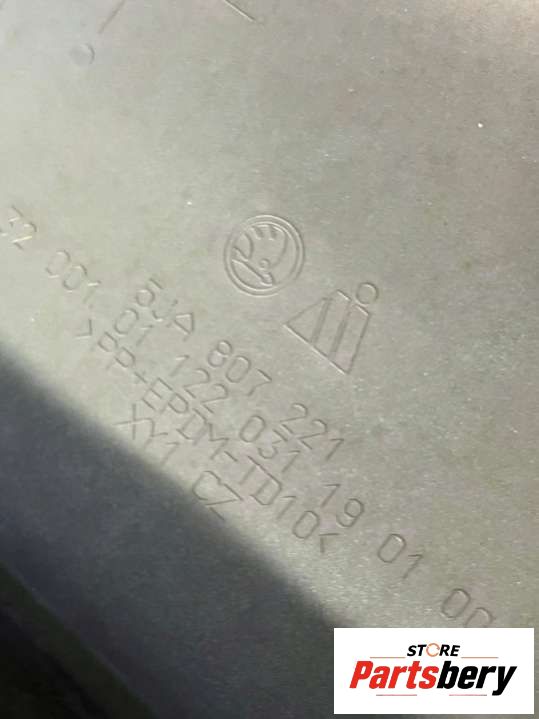 5JA 807 221
32 001.01 122 031 19 01 00
>PP+EPDM-TD10<
XY1 CZ
STORE
Partsbery